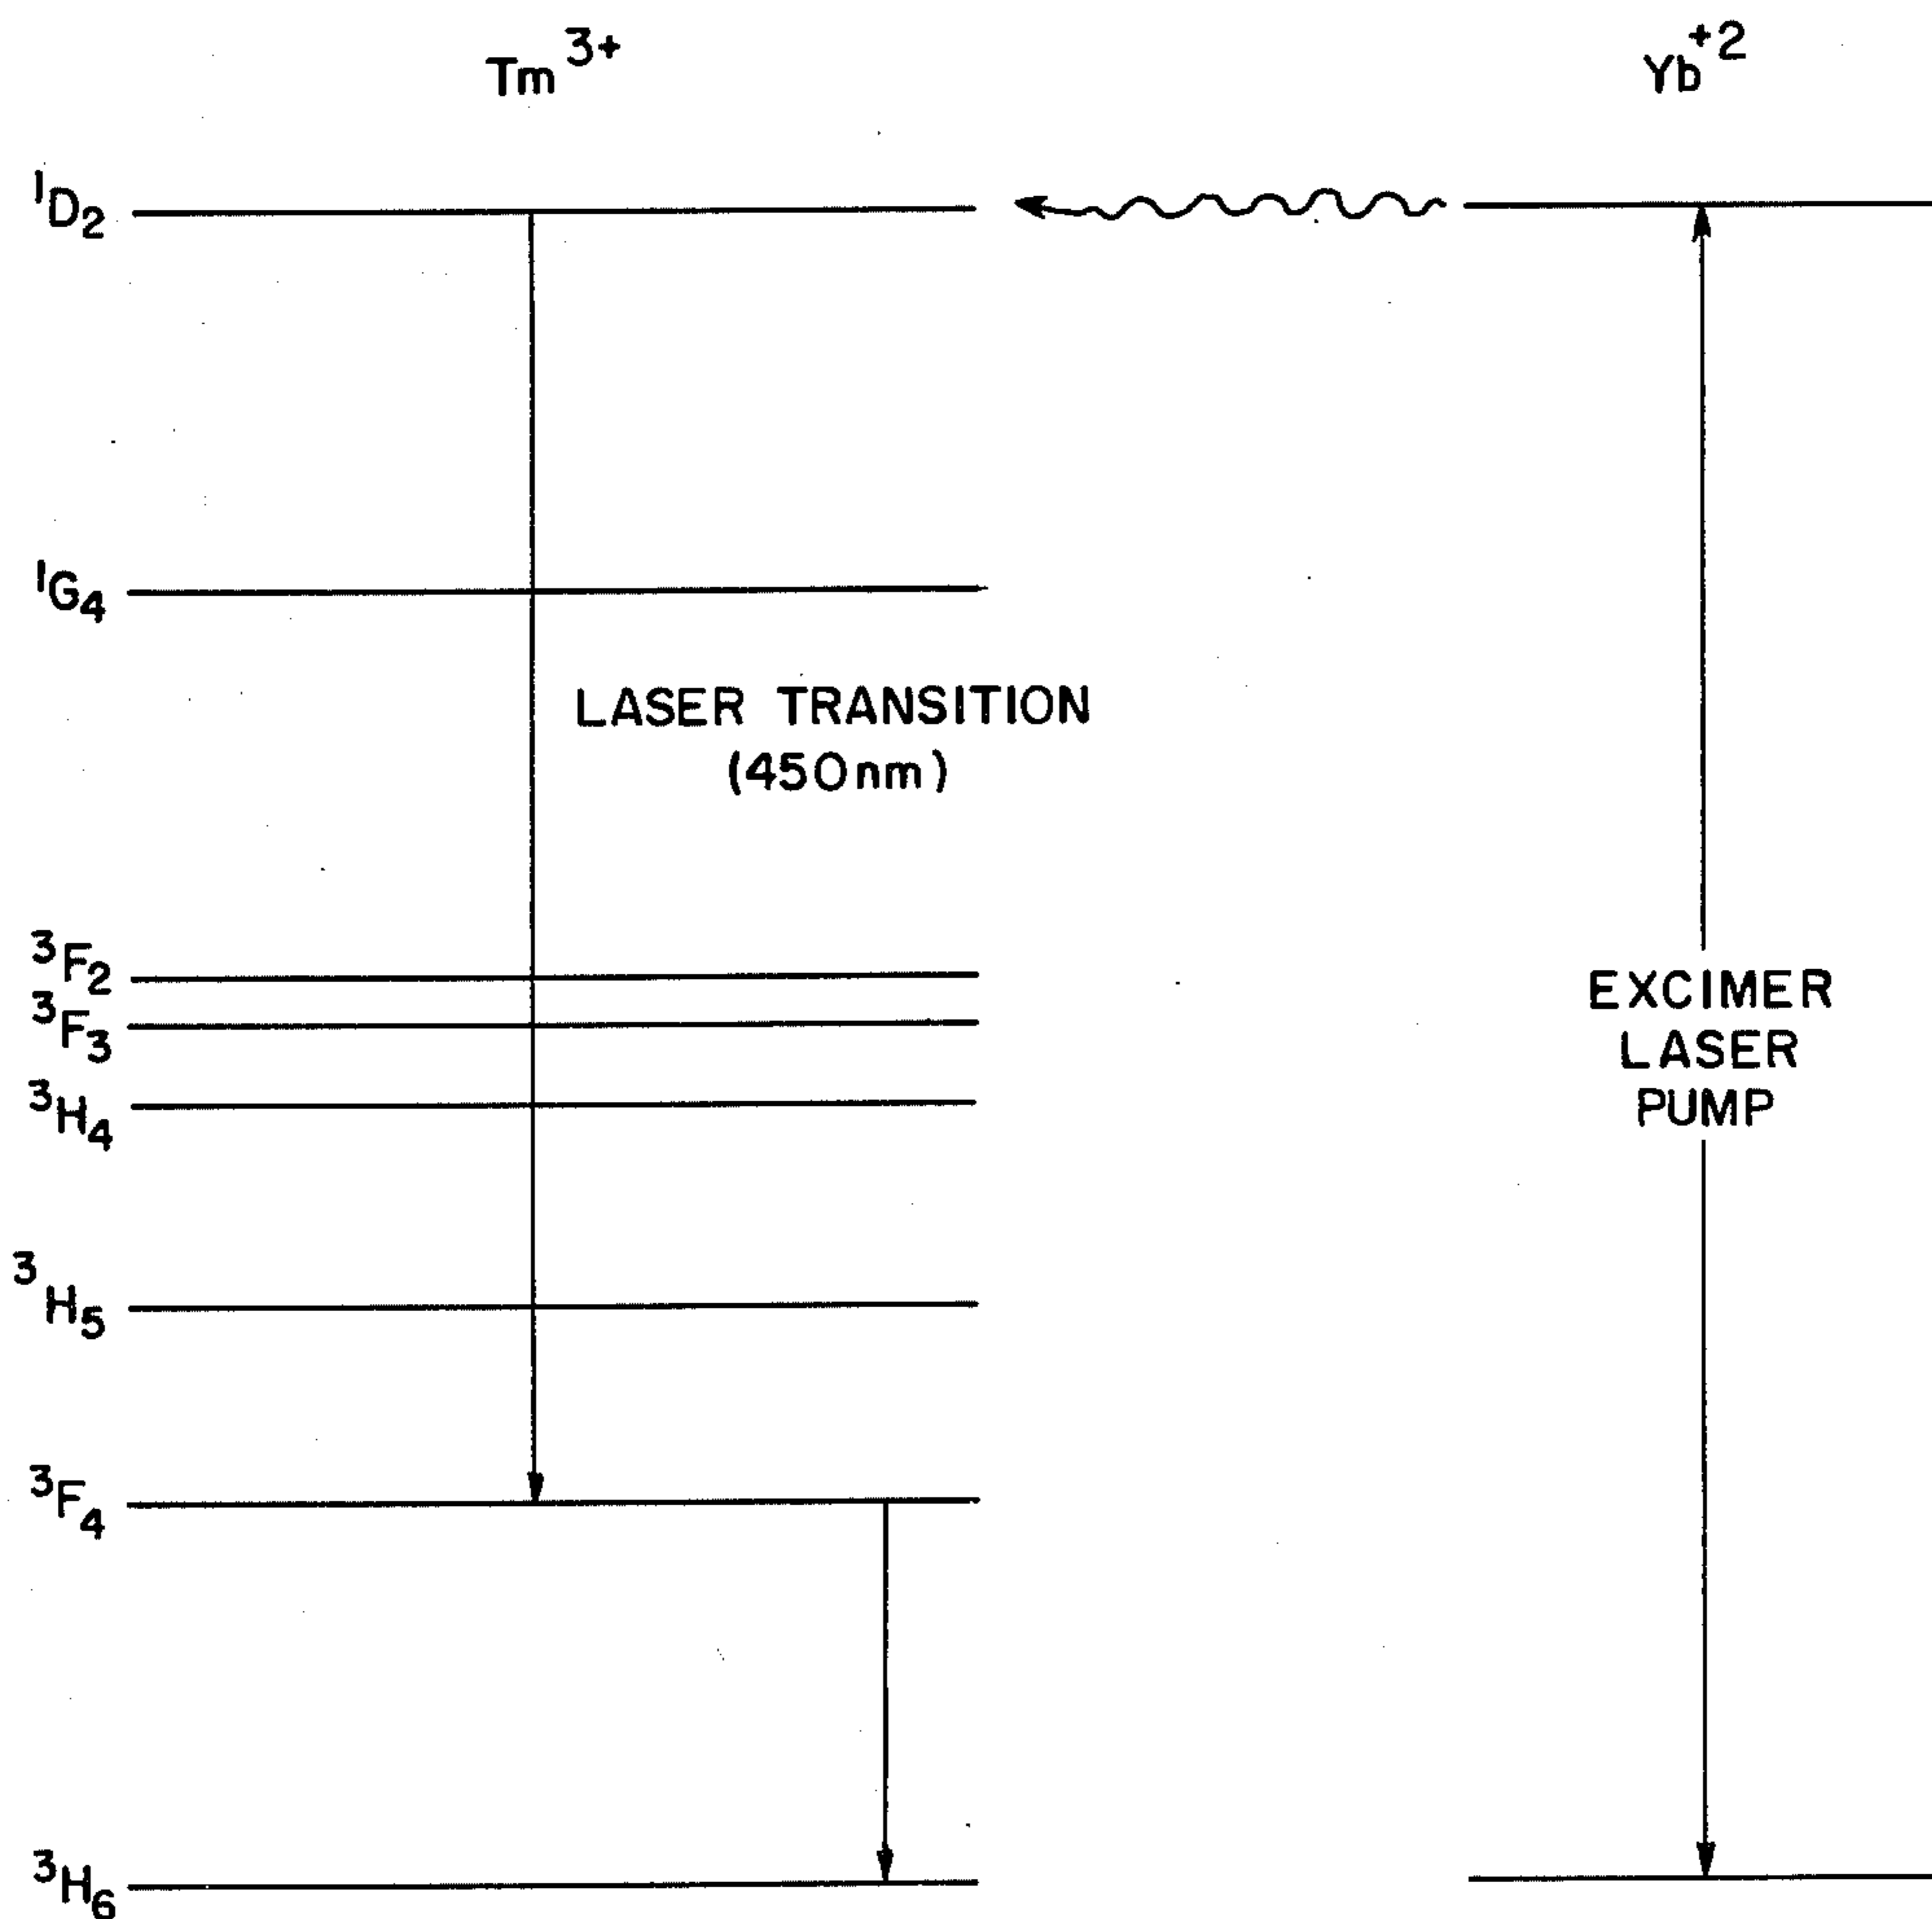 Tm³⁺
Yb⁺²
¹D₂
¹G₄
LASER TRANSITION
(450nm)
³F₂
³F₃
EXCIMER
LASER
PUMP
³H₄
³H₅
³F₄
³H₆